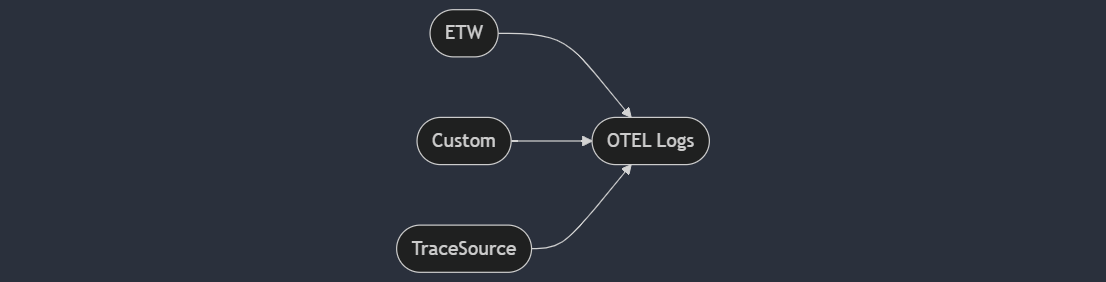 ETW
Custom
OTEL Logs
TraceSource